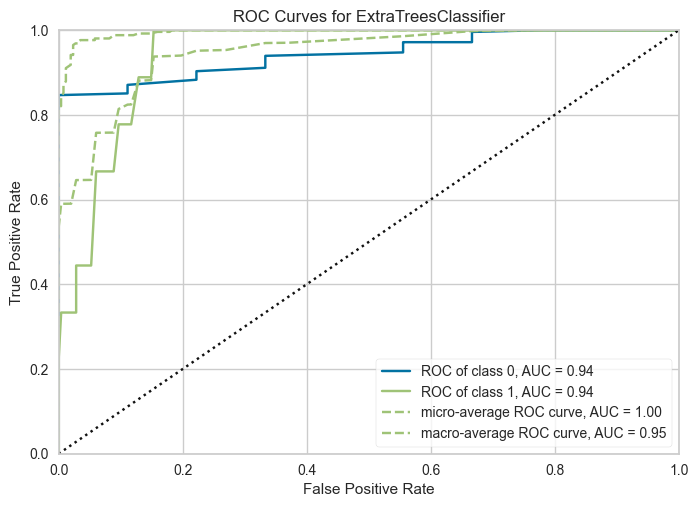 ROC Curves for ExtraTreesClassifier
1.0
0.8
0.6
0.4
0.2
0.0
True Positive Rate
ROC of class 0, AUC = 0.94
ROC of class 1, AUC = 0.94
micro-average ROC curve, AUC = 1.00
macro-average ROC curve, AUC = 0.95
0.0 0.2 0.4 0.6 0.8 1.0
False Positive Rate